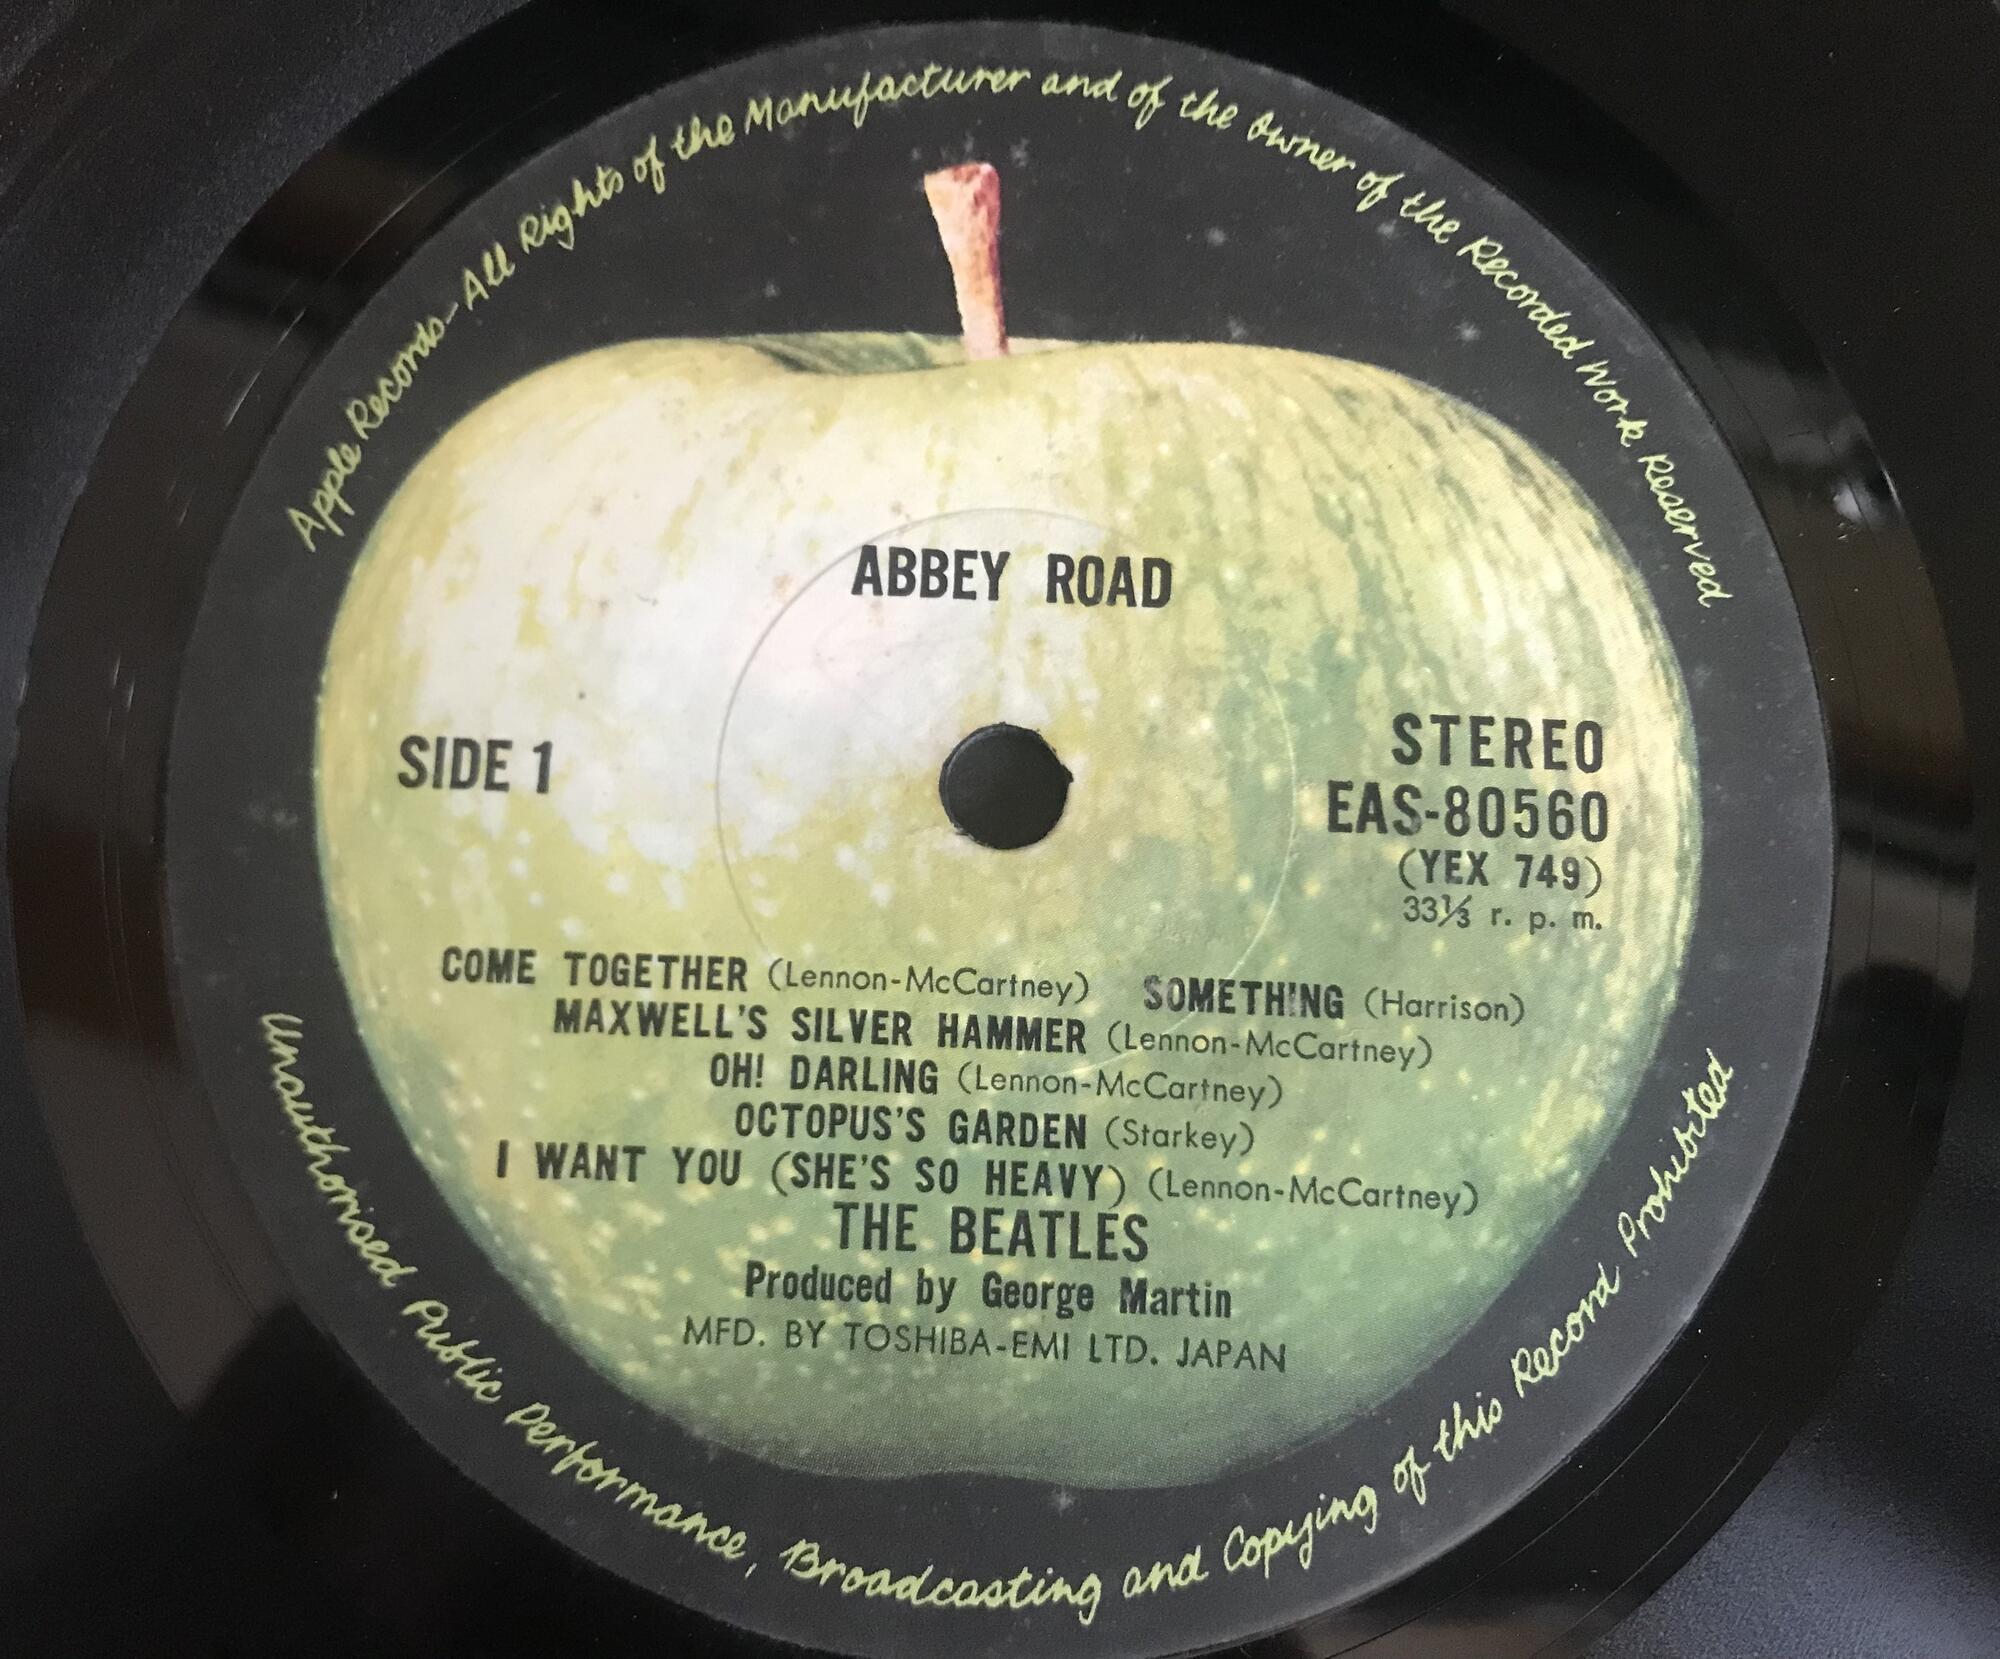 Apple Records - All Rights of the Manufacturer and of the Owner of the Recorded Work Reserved
ABBEY ROAD
SIDE 1
STEREO
EAS-80560
(YEX 749)
33⅓ r. p. m.
COME TOGETHER (Lennon-McCartney) SOMETHING (Harrison)
MAXWELL'S SILVER HAMMER (Lennon-McCartney)
OH! DARLING (Lennon-McCartney)
OCTOPUS'S GARDEN (Starkey)
I WANT YOU (SHE'S SO HEAVY) (Lennon-McCartney)
THE BEATLES
Produced by George Martin
MFD. BY TOSHIBA-EMI LTD. JAPAN
Unauthorised Public Performance, Broadcasting and Copying of this Record Prohibited